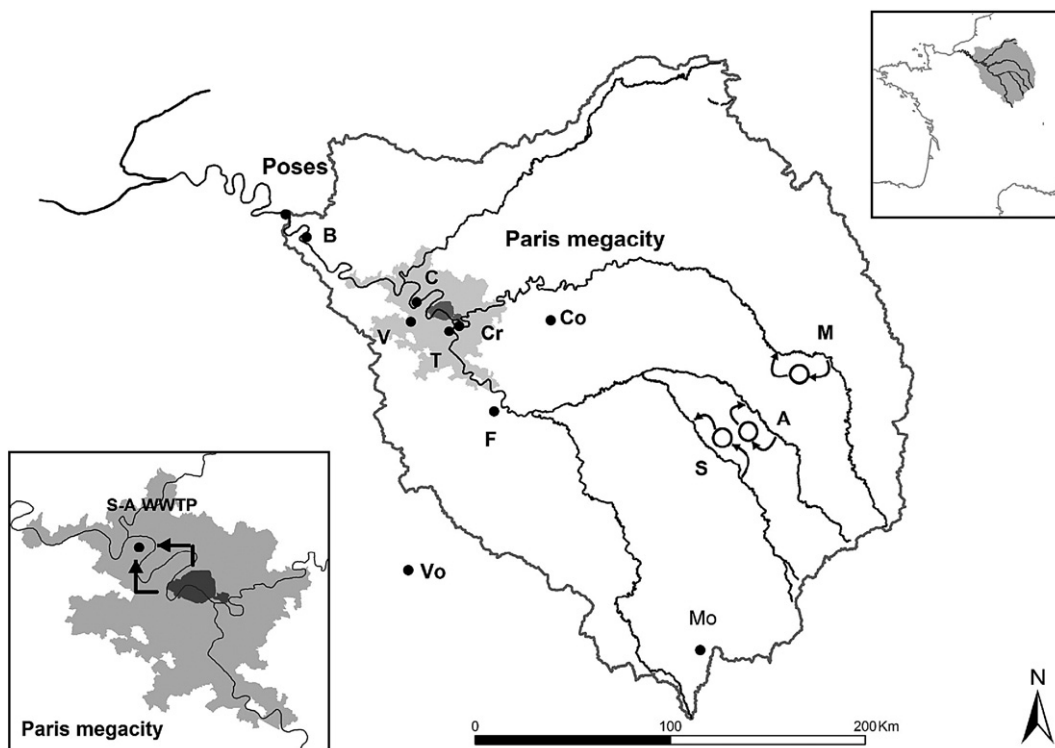 Poses
B
Paris megacity
C
V
Cr
Co
T
M
F
A
S
S-A WWTP
Vo
Mo
N
Paris megacity
0
100
200Km